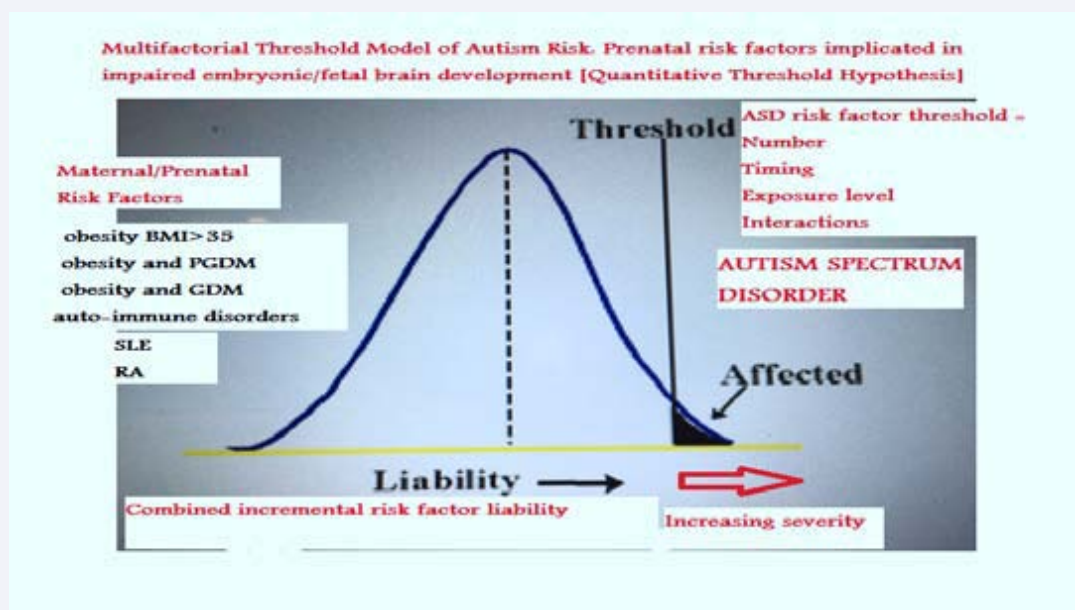 Multifactorial Threshold Model of Autism Risk. Prenatal risk factors implicated in
impaired embryonic/fetal brain development [Quantitative Threshold Hypothesis]
Threshold
ASD risk factor threshold =
Number
Timing
Exposure level
Interactions
Maternal/Prenatal
Risk Factors
obesity BMI>35
obesity and PGDM
obesity and GDM
auto-immune disorders
SLE
RA
AUTISM SPECTRUM
DISORDER
Affected
Liability
Combined incremental risk factor liability
Increasing severity